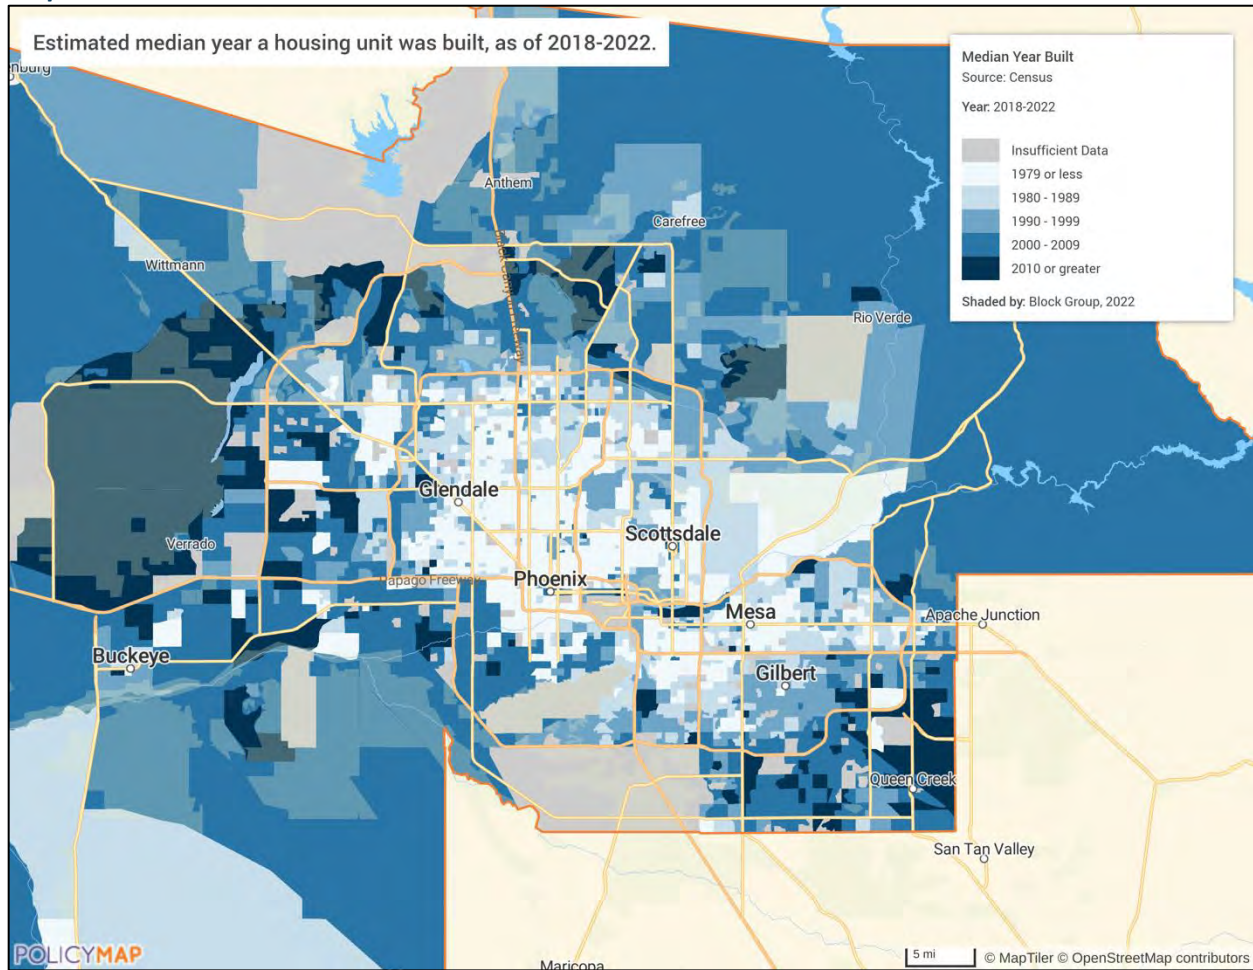 Estimated median year a housing unit was built, as of 2018-2022.
Median Year Built
Source: Census
Year: 2018-2022
Insufficient Data
1979 or less
1980 - 1989
1990 - 1999
2000 - 2009
2010 or greater
Shaded by: Block Group, 2022
nburg
Anthem
Carefree
Wittmann
Rio Verde
Glendale
Scottsdale
Verrado
Papago Freeway
Phoenix
Mesa
Apache Junction
Buckeye
Gilbert
Queen Creek
San Tan Valley
Maricopa
POLICYMAP
5 mi
© MapTiler © OpenStreetMap contributors